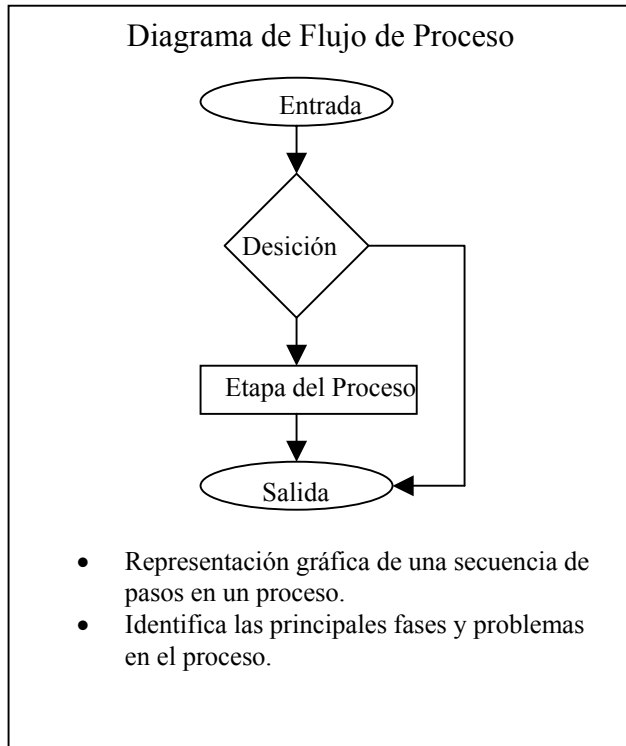 Diagrama de Flujo de Proceso
Entrada
Desición
Etapa del Proceso
Salida
• Representación gráfica de una secuencia de
pasos en un proceso.
• Identifica las principales fases y problemas
en el proceso.